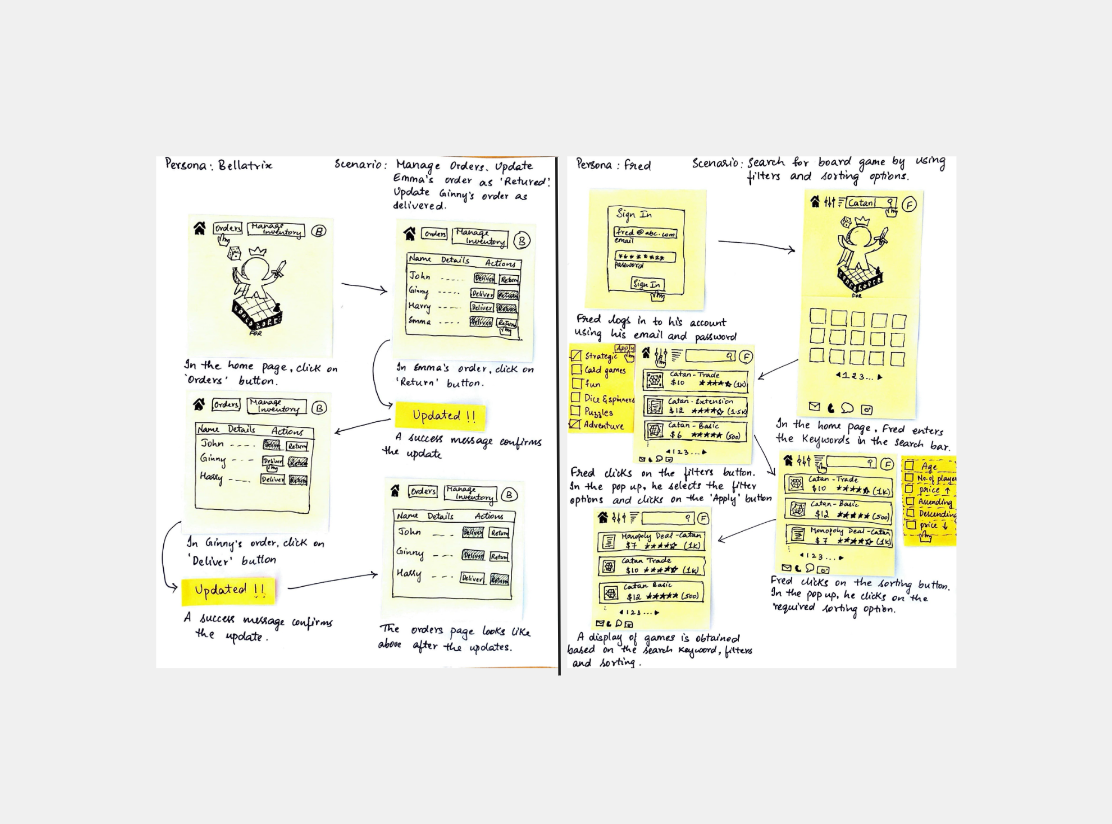 Persona: Bellatrix
Scenario: Manage Orders. Update
Emma's order as 'Retured'.
Update Ginny's order as
delivered.
Orders
Manage
Inventory
B
FOR
In the home page, click on
'Orders' button.
Orders
Manage
Inventory
B
Name Details Actions
John Deliver Return
Ginny Deliver Return
Harry Deliver Return
Emma Deliver Return
In Emma's order, click on
'Return' button.
Updated !!
A success message confirms
the update
Orders
Manage
Inventory
B
Name Details Actions
John Deliver Return
Ginny Deliver Return
Harry Deliver Return
In Ginny's order, click on
'Deliver' button
Updated !!
A success message confirms
the update.
Orders
Manage
Inventory
B
Name Details Actions
John Deliver Return
Ginny Deliver Return
Harry Deliver Return
The orders page looks like
above after the updates.
Persona: Fred
Scenario: Search for board game by using
filters and sorting options.
Sign In
fred@abc.com
email
password
Sign In
Fred logs in to his account
using his email and password
Catan
F
FOR
1 2 3 ...
In the home page, Fred enters
the Keywords in the search bar.
Apply
Strategic
Card games
fun
Dice & spinners
Puzzles
Adventure
F
Catan-Trade
$10 (1k)
Catan-Extension
$12 (1.5k)
Catan-Basic
$6 (500)
1 2 3 ...
Fred clicks on the filters button.
In the pop up, he selects the filter
options and clicks on the 'Apply' button
F
Catan-Trade
$10 (1k)
Catan-Basic
$12 (500)
Monopoly Deal-Catan
$7 (1k)
1 2 3 ...
Age
No. of player
price ↑
Asending
Descending
price ↓
Fred clicks on the sorting button.
In the pop up, he clicks on the
required sorting option.
F
Monopoly Deal-Catan
$7 (1k)
Catan Trade
$10 (1k)
Catan Basic
$12 (500)
1 2 3 ...
A display of games is obtained
based on the search keyword, filters
and sorting.